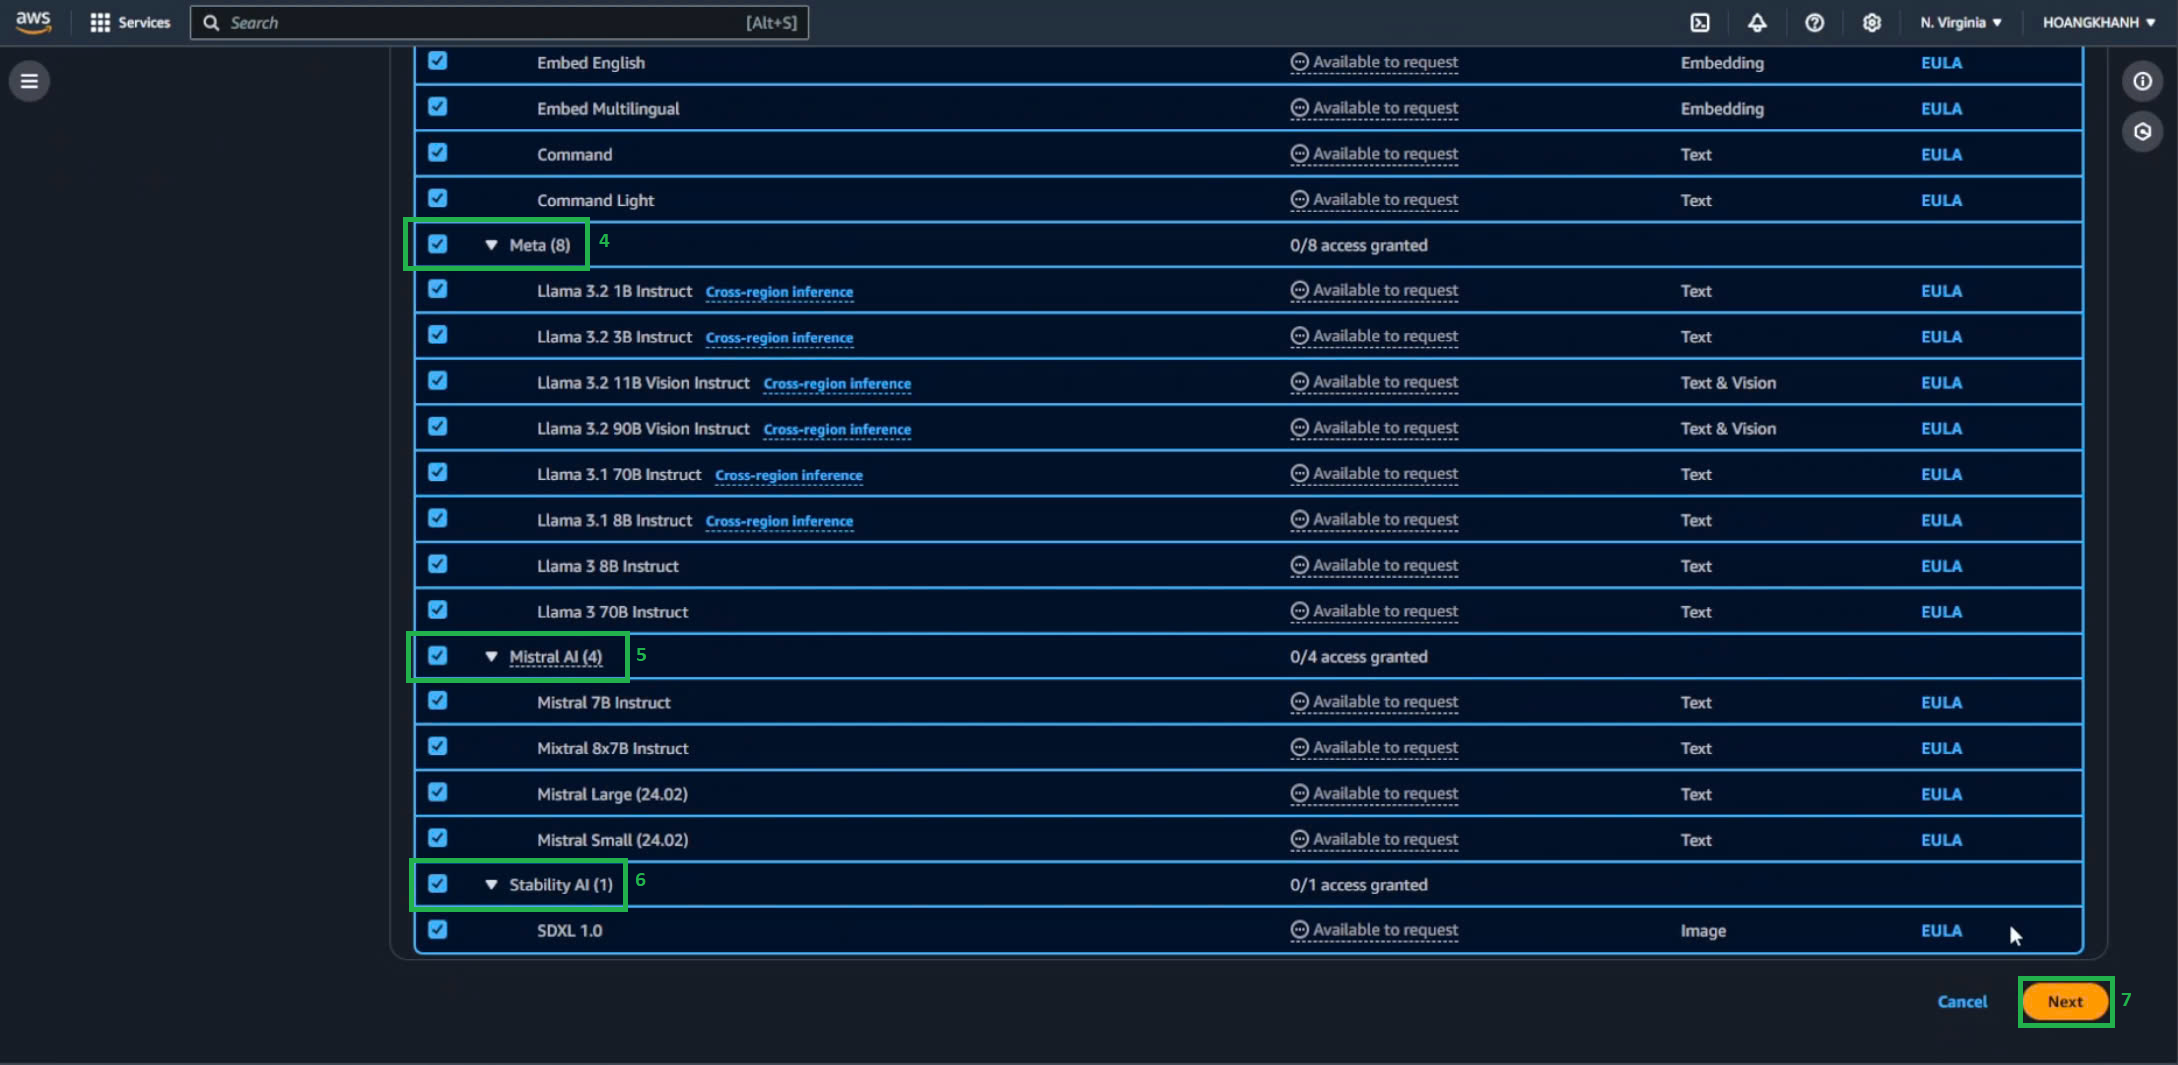 aws Services Search [Alt+S] N. Virginia HOANGKHANH
Embed English Available to request Embedding EULA
Embed Multilingual Available to request Embedding EULA
Command Available to request Text EULA
Command Light Available to request Text EULA
Meta (8) 4 0/8 access granted
Llama 3.2 1B Instruct Cross-region inference Available to request Text EULA
Llama 3.2 3B Instruct Cross-region inference Available to request Text EULA
Llama 3.2 11B Vision Instruct Cross-region inference Available to request Text & Vision EULA
Llama 3.2 90B Vision Instruct Cross-region inference Available to request Text & Vision EULA
Llama 3.1 70B Instruct Cross-region inference Available to request Text EULA
Llama 3.1 8B Instruct Cross-region inference Available to request Text EULA
Llama 3 8B Instruct Available to request Text EULA
Llama 3 70B Instruct Available to request Text EULA
Mistral AI (4) 5 0/4 access granted
Mistral 7B Instruct Available to request Text EULA
Mixtral 8x7B Instruct Available to request Text EULA
Mistral Large (24.02) Available to request Text EULA
Mistral Small (24.02) Available to request Text EULA
Stability AI (1) 6 0/1 access granted
SDXL 1.0 Available to request Image EULA
Cancel Next 7